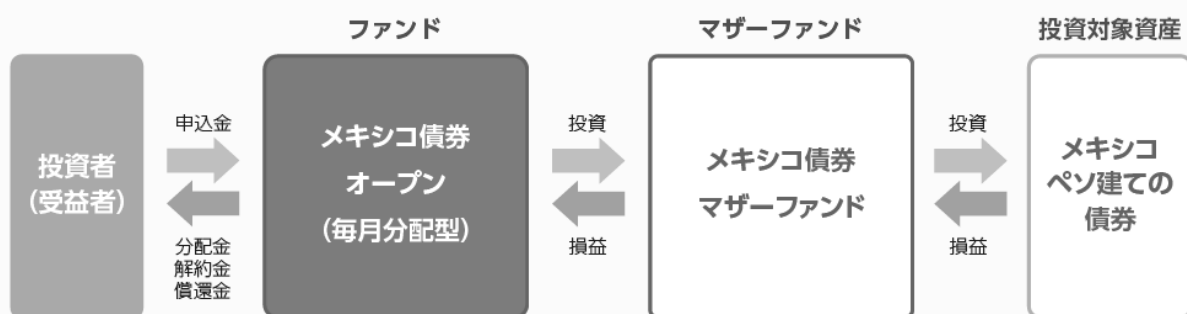 ファンド
マザーファンド
投資対象資産
投資者
(受益者)
申込金
分配金
解約金
償還金
メキシコ債券
オープン
(毎月分配型)
投資
損益
メキシコ債券
マザーファンド
投資
損益
メキシコ
ペソ建ての
債券